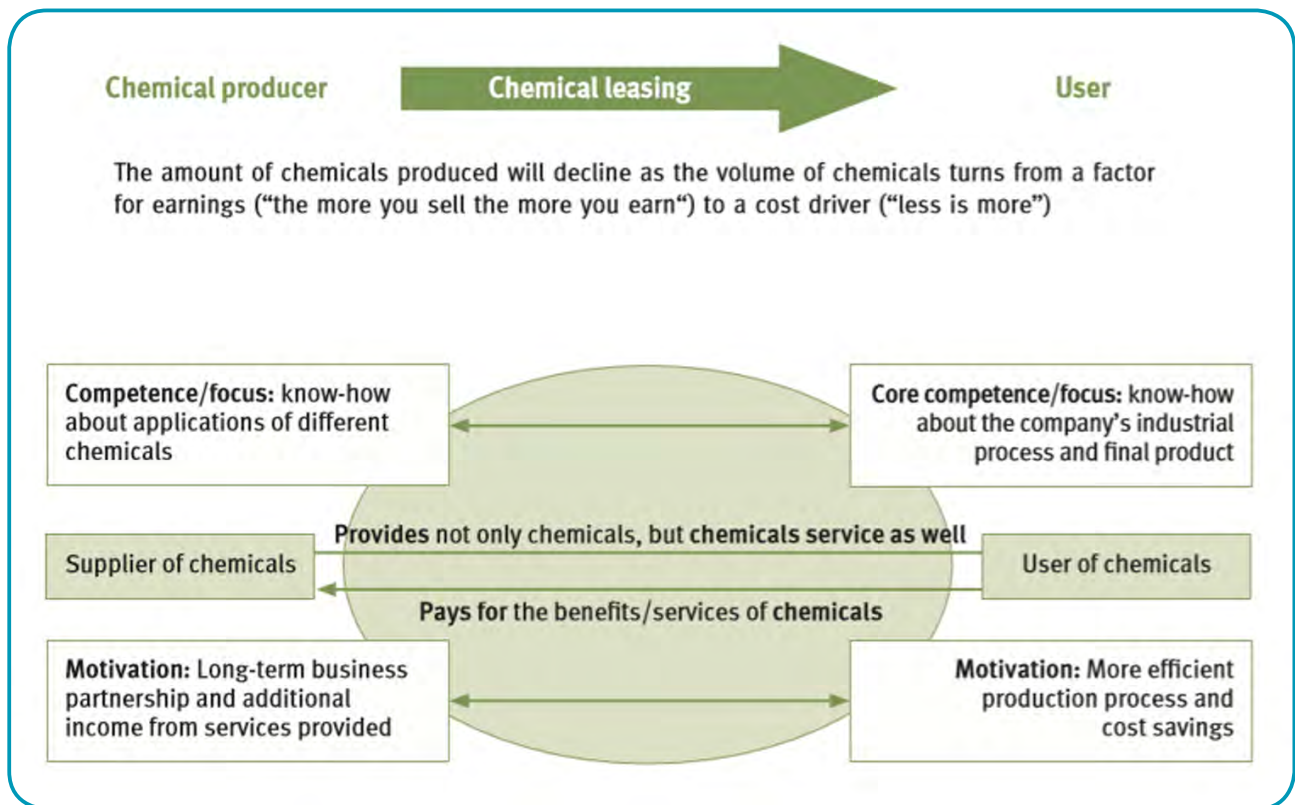 Chemical producer
Chemical leasing
User
The amount of chemicals produced will decline as the volume of chemicals turns from a factor
for earnings (“the more you sell the more you earn“) to a cost driver (“less is more”)
Competence/focus: know-how
about applications of different
chemicals
Core competence/focus: know-how
about the company’s industrial
process and final product
Provides not only chemicals, but chemicals service as well
Supplier of chemicals
User of chemicals
Pays for the benefits/services of chemicals
Motivation: Long-term business
partnership and additional
income from services provided
Motivation: More efficient
production process and
cost savings